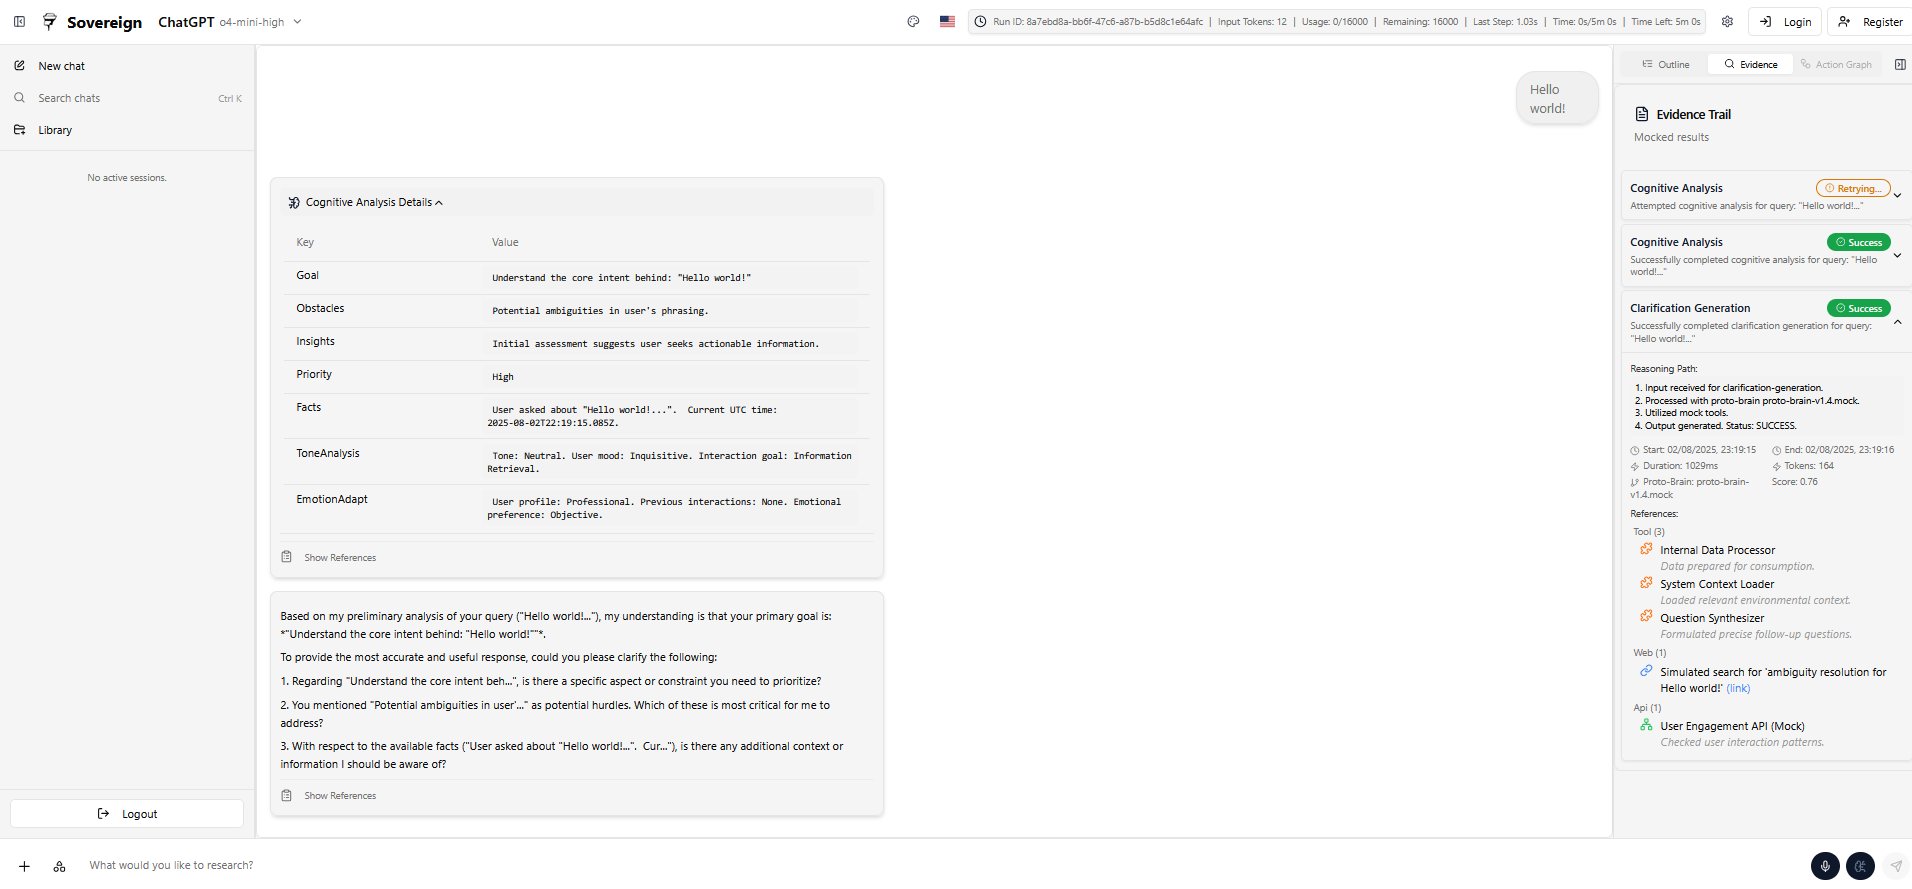 Sovereign ChatGPT o4-mini-high
Run ID: 8a7ebd8a-bb6f-47c6-a87b-b5d8c1e64afc | Input Tokens: 12 | Usage: 0/16000 | Remaining: 16000 | Last Step: 1.03s | Time: 0s/5m 0s | Time Left: 5m 0s
Login
Register
New chat
Search chats Ctrl K
Library
No active sessions.
Logout
Hello
world!
Cognitive Analysis Details
Key Value
Goal Understand the core intent behind: "Hello world!"
Obstacles Potential ambiguities in user's phrasing.
Insights Initial assessment suggests user seeks actionable information.
Priority High
Facts User asked about "Hello world!...". Current UTC time:
2025-08-02T22:19:15.085Z.
ToneAnalysis Tone: Neutral. User mood: Inquisitive. Interaction goal: Information
Retrieval.
EmotionAdapt User profile: Professional. Previous interactions: None. Emotional
preference: Objective.
Show References
Based on my preliminary analysis of your query ("Hello world!..."), my understanding is that your primary goal is:
*"Understand the core intent behind: "Hello world!""*.
To provide the most accurate and useful response, could you please clarify the following:
1. Regarding "Understand the core intent beh...", is there a specific aspect or constraint you need to prioritize?
2. You mentioned "Potential ambiguities in user'..." as potential hurdles. Which of these is most critical for me to
address?
3. With respect to the available facts ("User asked about "Hello world!...". Cur..."), is there any additional context or
information I should be aware of?
Show References
What would you like to research?
Outline Evidence Action Graph
Evidence Trail
Mocked results
Cognitive Analysis Retrying...
Attempted cognitive analysis for query: "Hello world!..."
Cognitive Analysis Success
Successfully completed cognitive analysis for query: "Hello
world!..."
Clarification Generation Success
Successfully completed clarification generation for query:
"Hello world!..."
Reasoning Path:
1. Input received for clarification-generation.
2. Processed with proto-brain proto-brain-v1.4.mock.
3. Utilized mock tools.
4. Output generated. Status: SUCCESS.
Start: 02/08/2025, 23:19:15 End: 02/08/2025, 23:19:16
Duration: 1029ms Tokens: 164
Proto-Brain: proto-brain- Score: 0.76
v1.4.mock
References:
Tool (3)
Internal Data Processor
Data prepared for consumption.
System Context Loader
Loaded relevant environmental context.
Question Synthesizer
Formulated precise follow-up questions.
Web (1)
Simulated search for 'ambiguity resolution for
Hello world!' (link)
Api (1)
User Engagement API (Mock)
Checked user interaction patterns.